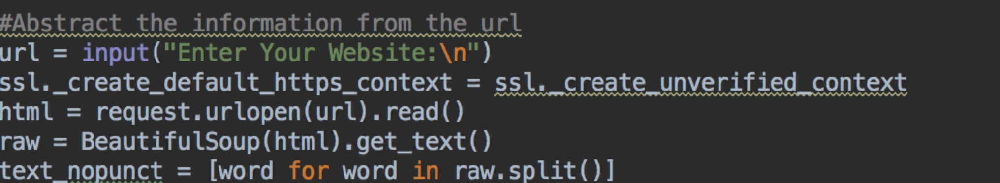 #Abstract the information from the url
url = input("Enter Your Website:\n")
ssl._create_default_https_context = ssl._create_unverified_context
html = request.urlopen(url).read()
raw = BeautifulSoup(html).get_text()
text_nopunct = [word for word in raw.split()]